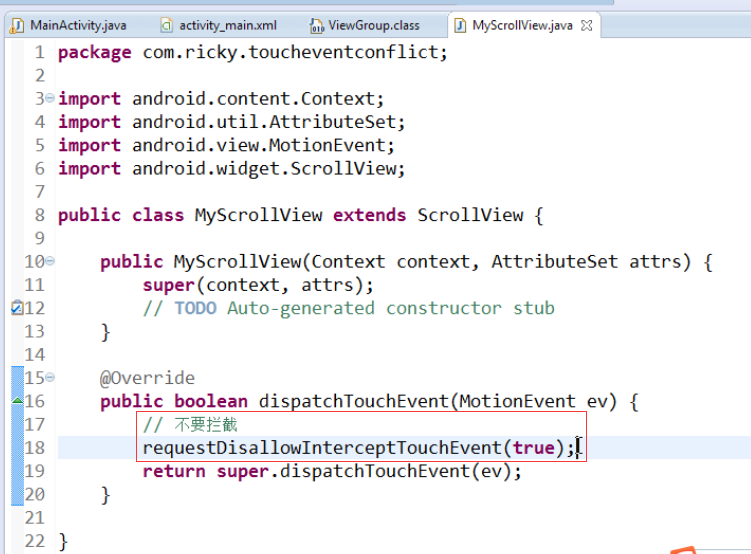 MainActivity.java activity_main.xml ViewGroup.class MyScrollView.java
1 package com.ricky.toucheventconflict;
2
3 import android.content.Context;
4 import android.util.AttributeSet;
5 import android.view.MotionEvent;
6 import android.widget.ScrollView;
7
8 public class MyScrollView extends ScrollView {
9
10 public MyScrollView(Context context, AttributeSet attrs) {
11 super(context, attrs);
12 // TODO Auto-generated constructor stub
13 }
14
15 @Override
16 public boolean dispatchTouchEvent(MotionEvent ev) {
17 // 不要拦截
18 requestDisallowInterceptTouchEvent(true);
19 return super.dispatchTouchEvent(ev);
20 }
21
22 }